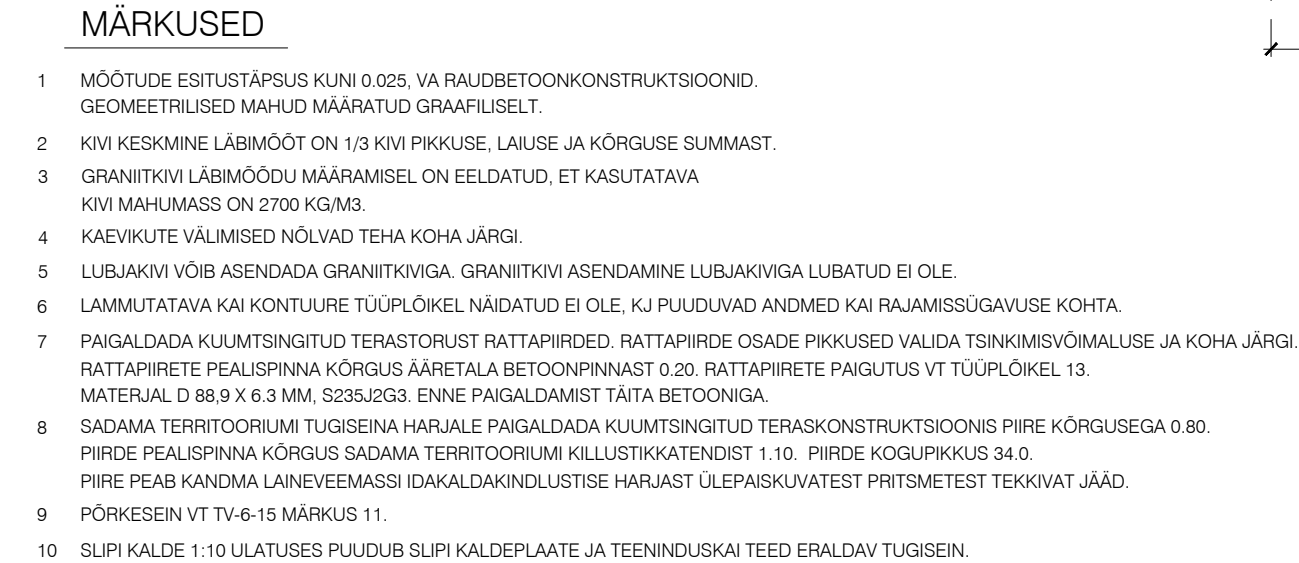 MÄRKUSED
1 MÕÕTUDE ESITUSTÄPSUS KUNI 0.025, VA RAUDBETOONKONSTRUKTSIOONID.
GEOMEETRILISED MAHUD MÄÄRATUD GRAAFILISELT.
2 KIVI KESKMINE LÄBIMÕÕT ON 1/3 KIVI PIKKUSE, LAIUSE JA KÕRGUSE SUMMAST.
3 GRANIITKIVI LÄBIMÕÕDU MÄÄRAMISEL ON EELDATUD, ET KASUTATAVA
KIVI MAHUMASS ON 2700 KG/M3.
4 KAEVIKUTE VÄLIMISED NÕLVAD TEHA KOHA JÄRGI.
5 LUBJAKIVI VÕIB ASENDADA GRANIITKIVIGA. GRANIITKIVI ASENDAMINE LUBJAKIVIGA LUBATUD EI OLE.
6 LAMMUTATAVA KAI KONTUURE TÜÜPLÕIKEL NÄIDATUD EI OLE, KJ PUUDUVAD ANDMED KAI RAJAMISSÜGAVUSE KOHTA.
7 PAIGALDADA KUUMTSINGITUD TERASTORUST RATTAPIIRDED. RATTAPIIRDE OSADE PIKKUSED VALIDA TSINKIMISVÕIMALUSE JA KOHA JÄRGI.
RATTAPIIRETE PEALISPINNA KÕRGUS ÄÄRETALA BETOONPINNAST 0.20. RATTAPIIRETE PAIGUTUS VT TÜÜPLÕIKEL 13.
MATERJAL D 88,9 X 6.3 MM, S235J2G3. ENNE PAIGALDAMIST TÄITA BETOONIGA.
8 SADAMA TERRITOORIUMI TUGISEINA HARJALE PAIGALDADA KUUMTSINGITUD TERASKONSTRUKTSIOONIS PIIRE KÕRGUSEGA 0.80.
PIIRDE PEALISPINNA KÕRGUS SADAMA TERRITOORIUMI KILLUSTIKKATENDIST 1.10. PIIRDE KOGUPIKKUS 34.0.
PIIRE PEAB KANDMA LAINEVEEMASSI IDAKALDAKINDLUSTISE HARJAST ÜLEPAISKUVATEST PRITSMETEST TEKKIVAT JÄÄD.
9 PÕRKESEIN VT TV-6-15 MÄRKUS 11.
10 SLIPI KALDE 1:10 ULATUSES PUUDUB SLIPI KALDEPLAATE JA TEENINDUSKAI TEED ERALDAV TUGISEIN.